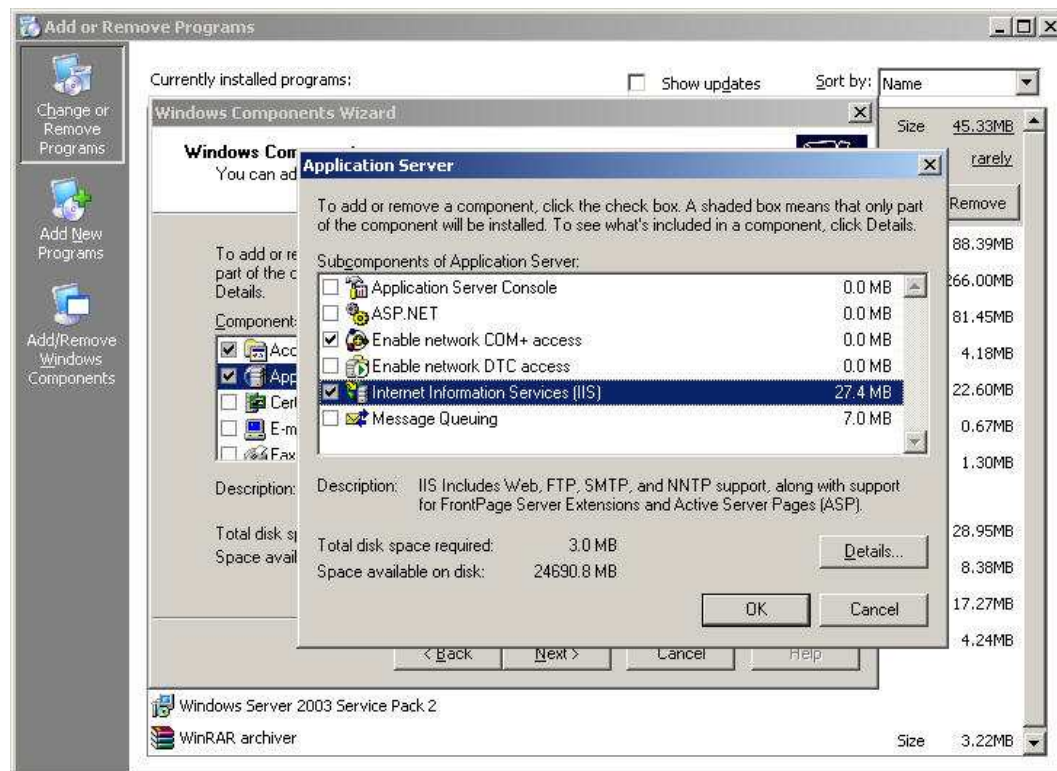 Add or Remove Programs
Change or
Remove
Programs
Add New
Programs
Add/Remove
Windows
Components
Currently installed programs:
Show updates
Sort by:
Name
Size
45.33MB
rarely
Remove
88.39MB
266.00MB
81.45MB
4.18MB
22.60MB
0.67MB
1.30MB
28.95MB
8.38MB
17.27MB
4.24MB
Windows Components Wizard
Windows Com
You can ad
To add or re
part of the c
Details.
Component
Acc
App
Cert
E-m
Fax
Description:
Total disk sp
Space avail
< Back
Next >
Cancel
Help
Application Server
To add or remove a component, click the check box. A shaded box means that only part
of the component will be installed. To see what's included in a component, click Details.
Subcomponents of Application Server:
Application Server Console 0.0 MB
ASP.NET 0.0 MB
Enable network COM+ access 0.0 MB
Enable network DTC access 0.0 MB
Internet Information Services (IIS) 27.4 MB
Message Queuing 7.0 MB
Description: IIS Includes Web, FTP, SMTP, and NNTP support, along with support
for FrontPage Server Extensions and Active Server Pages (ASP).
Total disk space required: 3.0 MB
Space available on disk: 24690.8 MB
Details...
OK
Cancel
Windows Server 2003 Service Pack 2
WinRAR archiver
Size 3.22MB